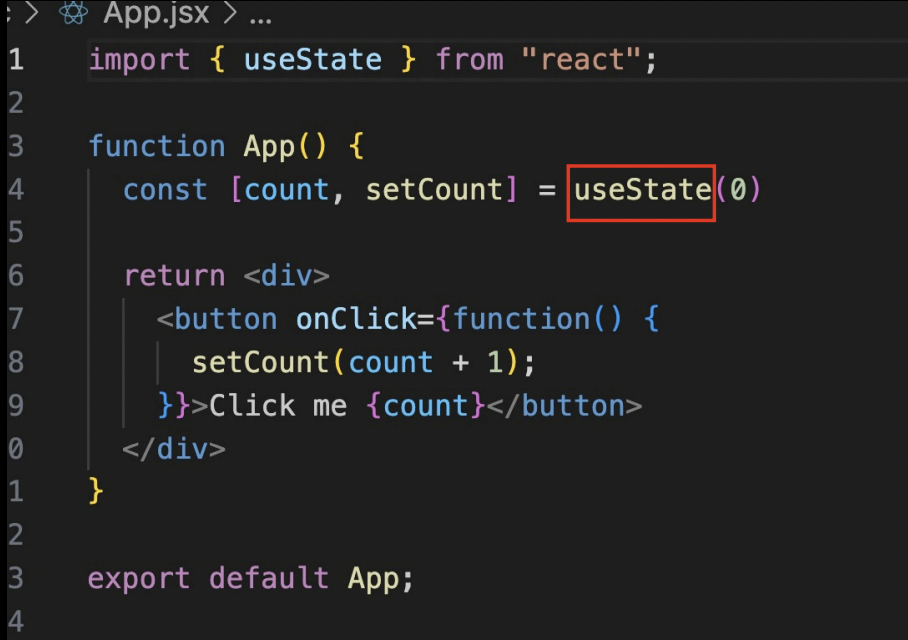 > App.jsx > ...
1 import { useState } from "react";
2
3 function App() {
4 const [count, setCount] = useState(0)
5
6 return <div>
7 <button onClick={function() {
8 setCount(count + 1);
9 }}>Click me {count}</button>
0 </div>
1 }
2
3 export default App;
4